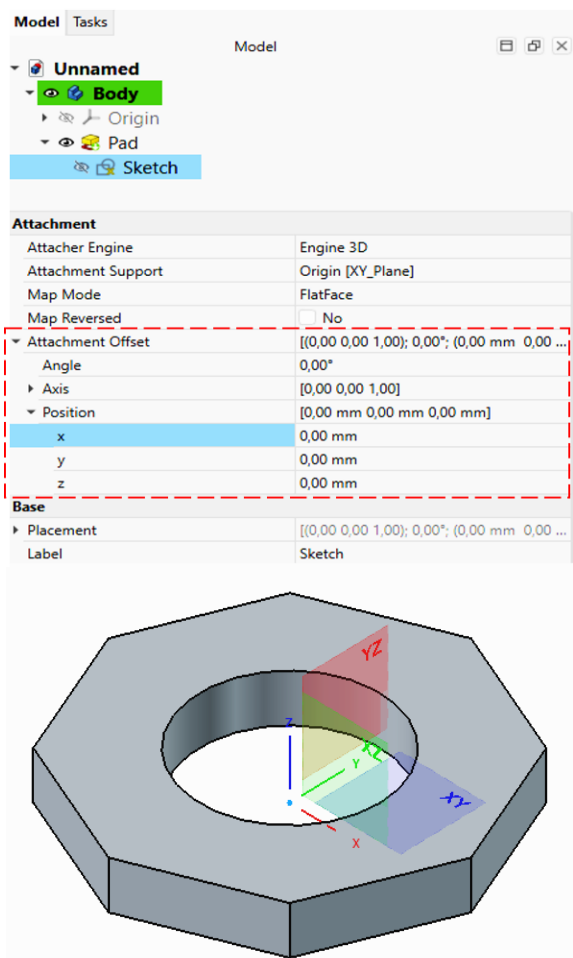 Model Tasks
Model
Unnamed
Body
Origin
Pad
Sketch
Attachment
Attacher Engine Engine 3D
Attachment Support Origin [XY_Plane]
Map Mode FlatFace
Map Reversed No
Attachment Offset [(0,00 0,00 1,00); 0,00°; (0,00 mm 0,00 ...
Angle 0,00°
Axis [0,00 0,00 1,00]
Position [0,00 mm 0,00 mm 0,00 mm]
x 0,00 mm
y 0,00 mm
z 0,00 mm
Base
Placement [(0,00 0,00 1,00); 0,00°; (0,00 mm 0,00 ...
Label Sketch
YZ
Z
Y
XY
X